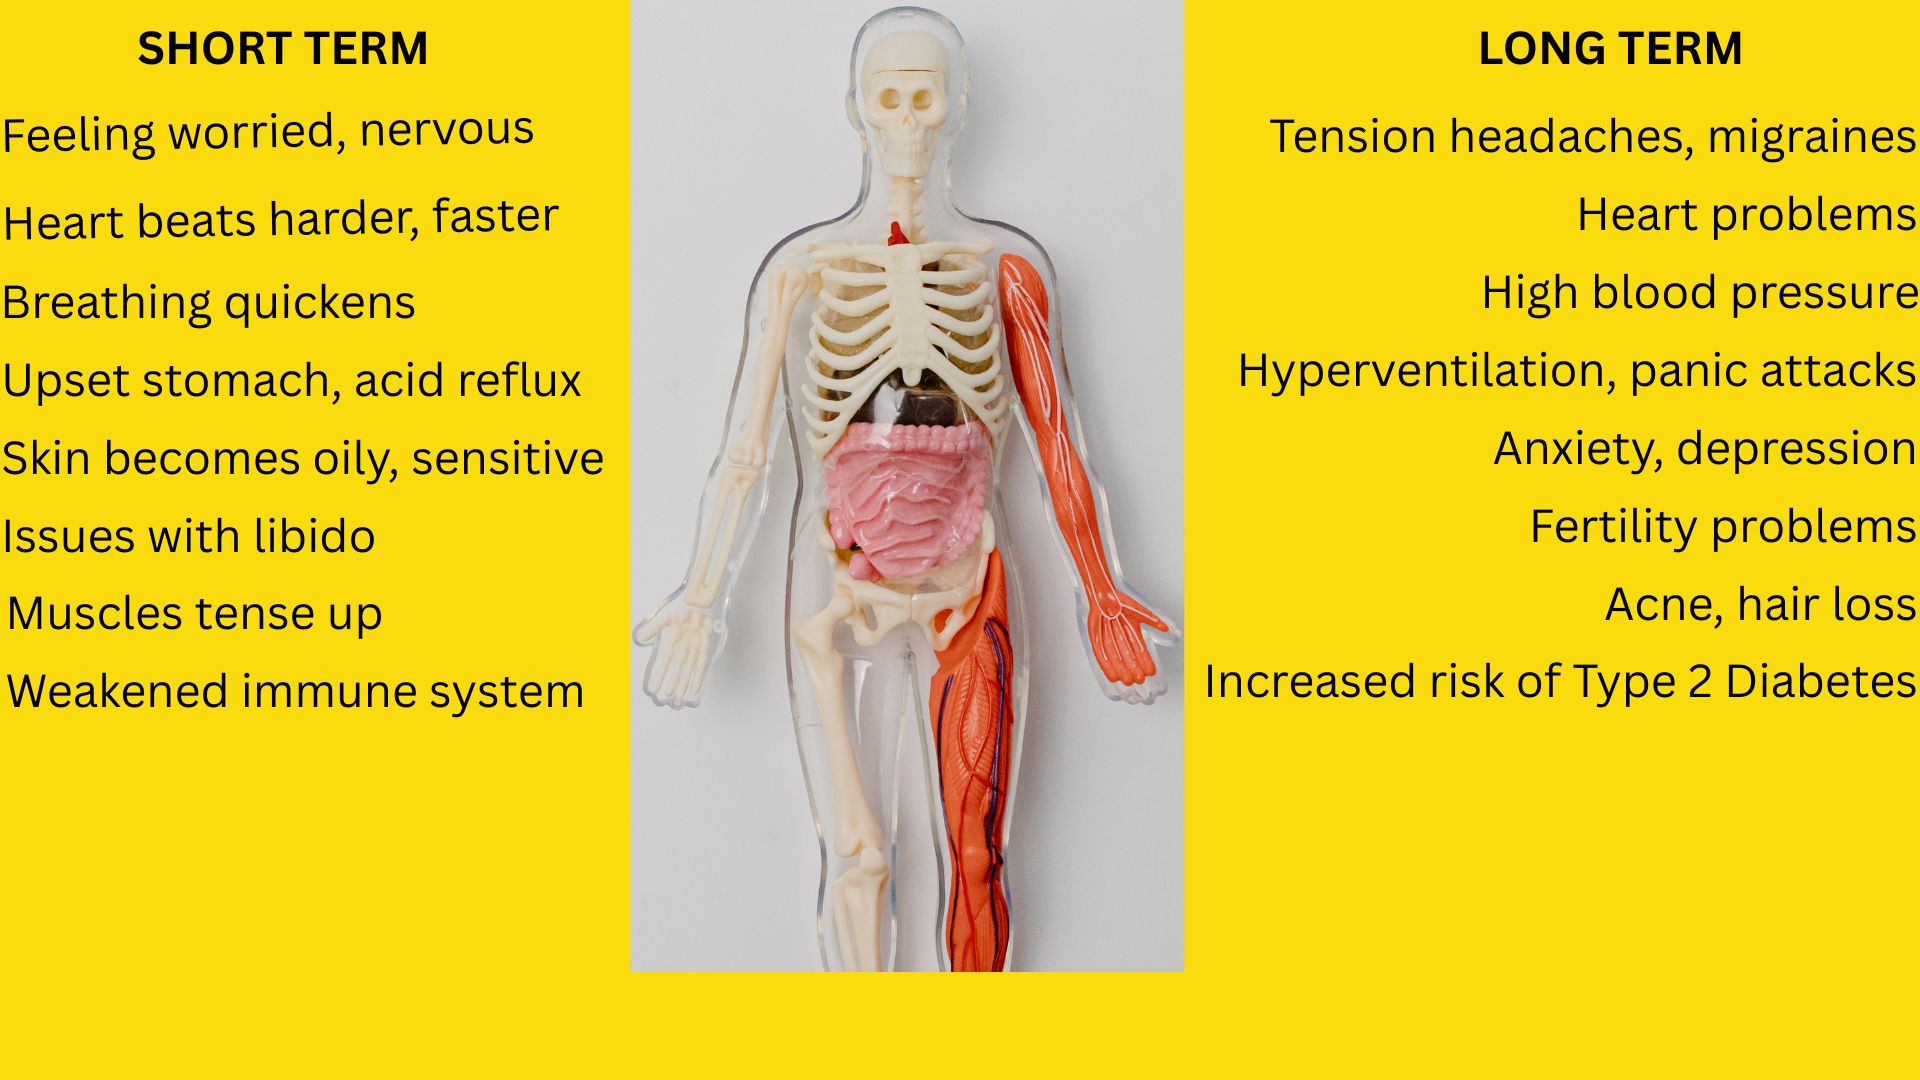 SHORT TERM
Feeling worried, nervous
Heart beats harder, faster
Breathing quickens
Upset stomach, acid reflux
Skin becomes oily, sensitive
Issues with libido
Muscles tense up
Weakened immune system
LONG TERM
Tension headaches, migraines
Heart problems
High blood pressure
Hyperventilation, panic attacks
Anxiety, depression
Fertility problems
Acne, hair loss
Increased risk of Type 2 Diabetes